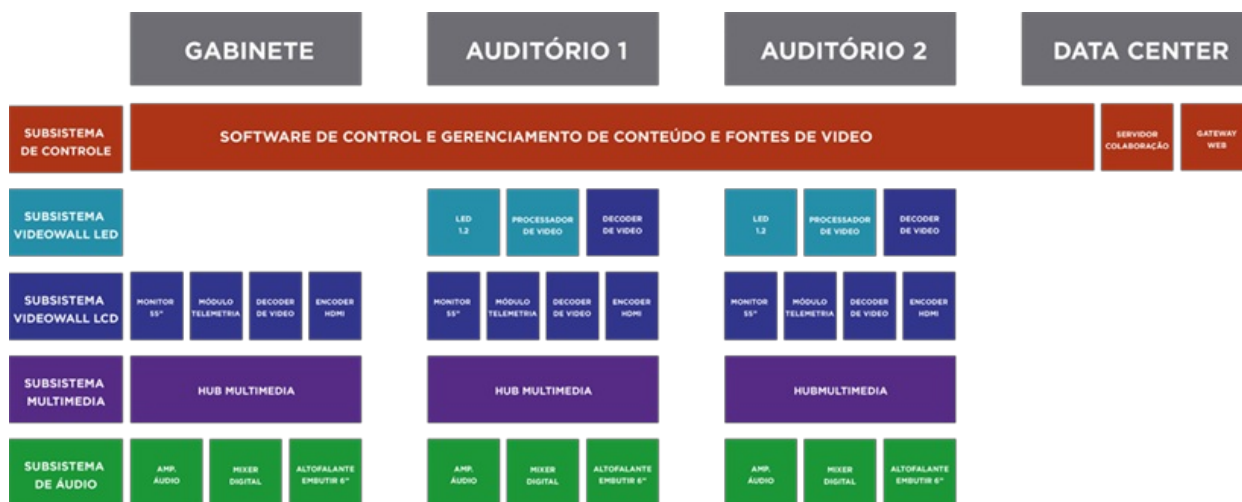 GABINETE
AUDITÓRIO 1
AUDITÓRIO 2
DATA CENTER
SUBSISTEMA
DE CONTROLE
SOFTWARE DE CONTROL E GERENCIAMENTO DE CONTEÚDO E FONTES DE VIDEO
SERVIDOR
COLABORAÇÃO
GATEWAY
WEB
SUBSISTEMA
VIDEOWALL LED
LED
1.2
PROCESSADOR
DE VIDEO
DECODER
DE VIDEO
LED
1.2
PROCESSADOR
DE VIDEO
DECODER
DE VIDEO
SUBSISTEMA
VIDEOWALL LCD
MONITOR
55"
MÓDULO
TELEMETRIA
DECODER
DE VIDEO
ENCODER
HDMI
MONITOR
55"
MÓDULO
TELEMETRIA
DECODER
DE VIDEO
ENCODER
HDMI
MONITOR
55"
MÓDULO
TELEMETRIA
DECODER
DE VIDEO
ENCODER
HDMI
SUBSISTEMA
MULTIMEDIA
HUB MULTIMEDIA
HUB MULTIMEDIA
HUBMULTIMEDIA
SUBSISTEMA
DE ÁUDIO
AMP.
ÁUDIO
MIXER
DIGITAL
ALTOFALANTE
EMBUTIR 6"
AMP.
ÁUDIO
MIXER
DIGITAL
ALTOFALANTE
EMBUTIR 6"
AMP.
ÁUDIO
MIXER
DIGITAL
ALTOFALANTE
EMBUTIR 6"